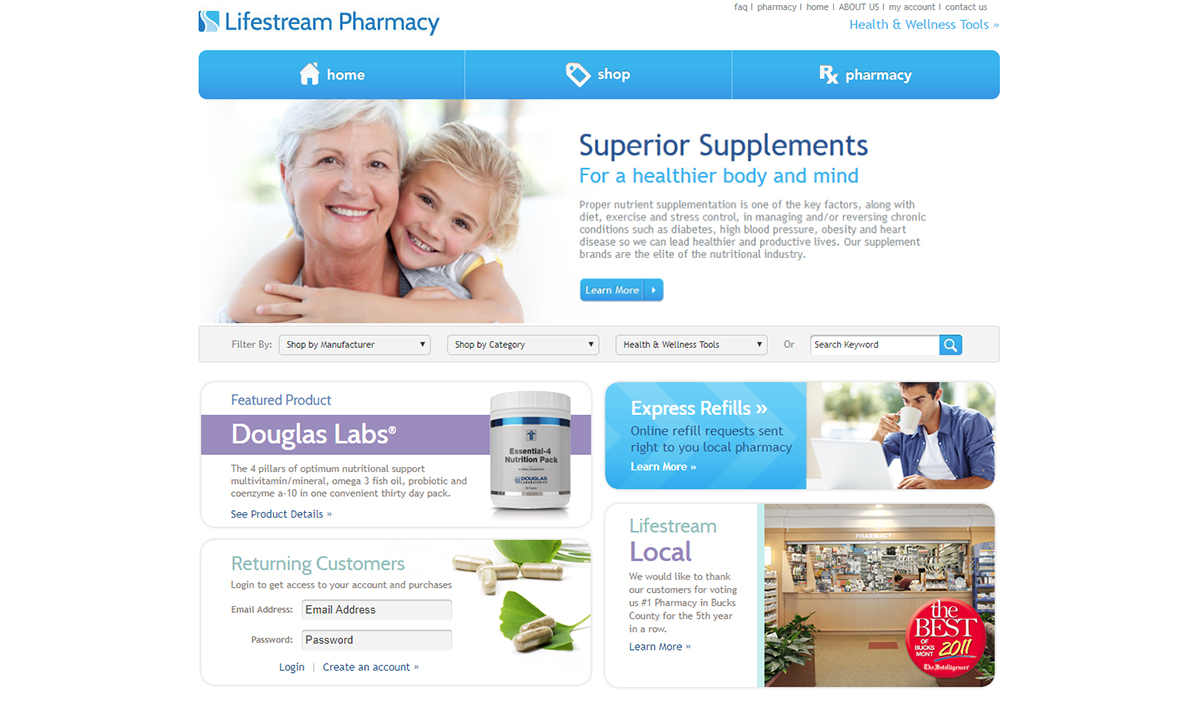 Lifestream Pharmacy
faq | pharmacy | home | ABOUT US | my account | contact us
Health & Wellness Tools »
home
shop
Rx pharmacy
Superior Supplements
For a healthier body and mind
Proper nutrient supplementation is one of the key factors, along with
diet, exercise and stress control, in managing and/or reversing chronic
conditions such as diabetes, high blood pressure, obesity and heart
disease so we can lead healthier and productive lives. Our supplement
brands are the elite of the nutritional industry.
Learn More
Filter By: Shop by Manufacturer Shop by Category Health & Wellness Tools Or Search Keyword
Featured Product
Douglas Labs®
The 4 pillars of optimum nutritional support
multivitamin/mineral, omega 3 fish oil, probiotic and
coenzyme a-10 in one convenient thirty day pack.
See Product Details »
Essential-4
Nutrition Pack
DOUGLAS
LABORATORIES
Express Refills »
Online refill requests sent
right to you local pharmacy
Learn More »
Returning Customers
Login to get access to your account and purchases
Email Address: Email Address
Password: Password
Login | Create an account »
Lifestream
Local
We would like to thank
our customers for voting
us #1 Pharmacy in Bucks
County for the 5th year
in a row.
Learn More »
PHARMACY
the
BEST
OF
BUCKS
MONT
2011
The Intelligencer